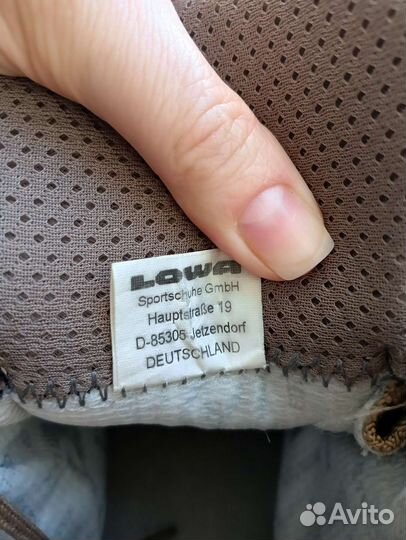 LOWA
Sportschuhe GmbH
Hauptstraße 19
D-85305 Jetzendorf
DEUTSCHLAND
Avito